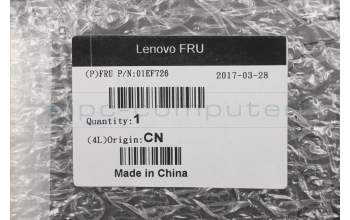 Lenovo FRU
(P)FRU P/N:01EF726 2017-03-28
Quantity:1
(4L)Origin:CN
Made in China